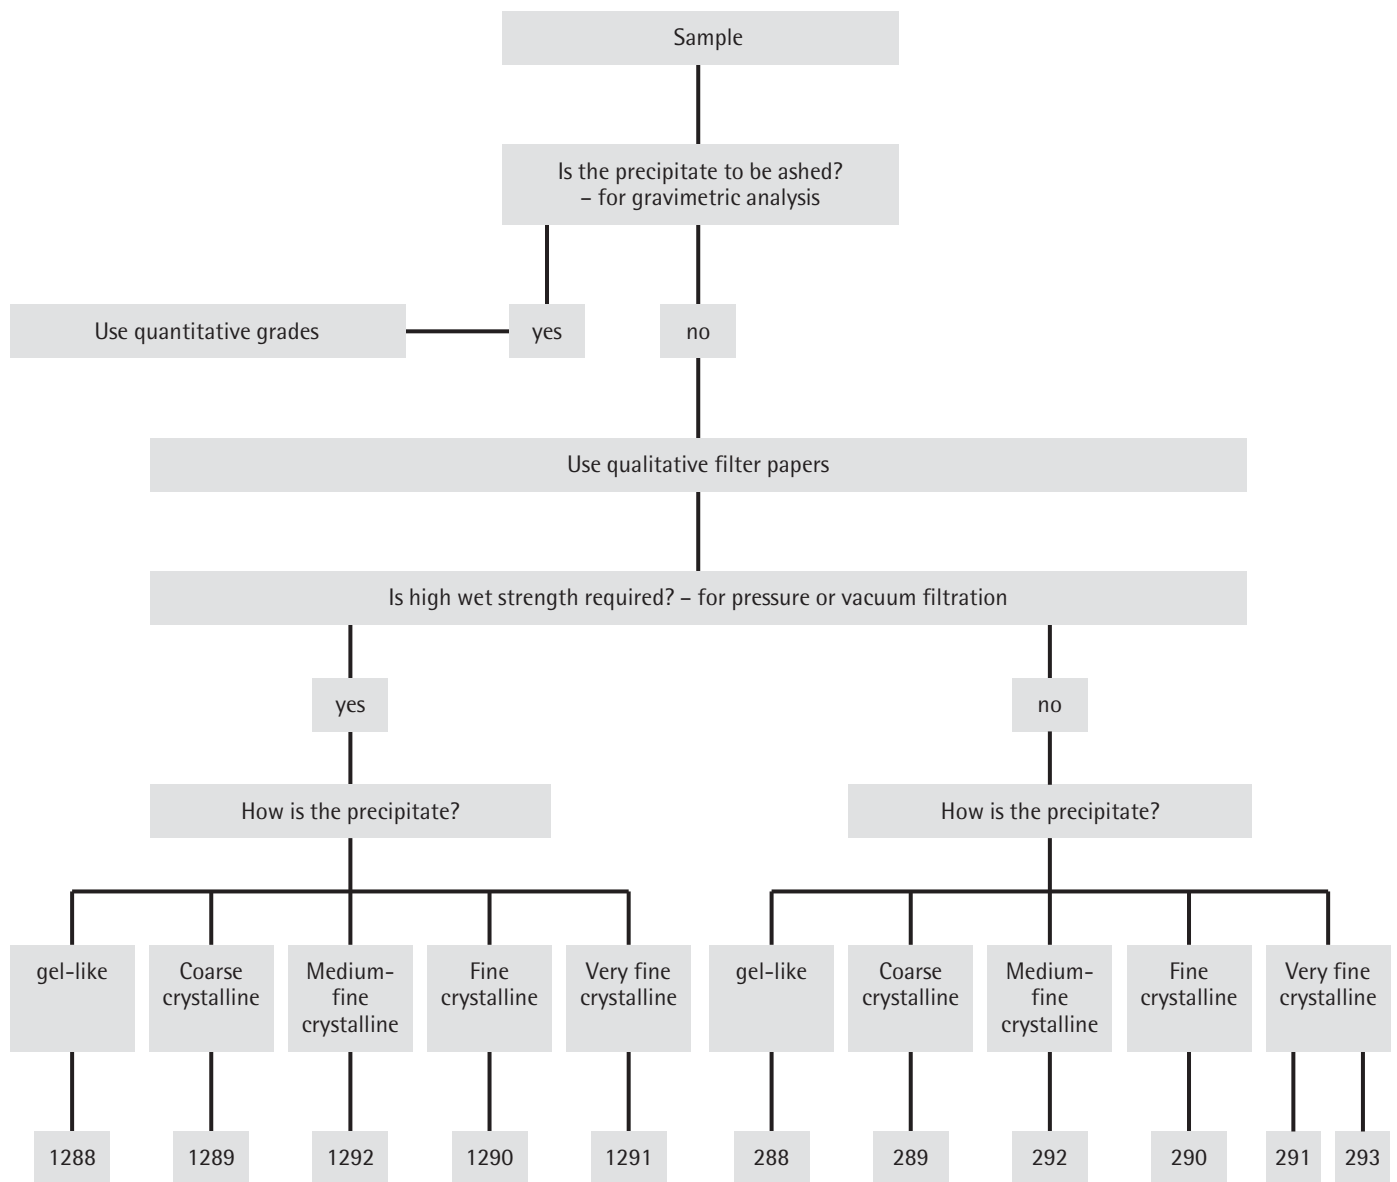 Sample
Is the precipitate to be ashed?
– for gravimetric analysis
Use quantitative grades
yes
no
Use qualitative filter papers
Is high wet strength required? – for pressure or vacuum filtration
yes
no
How is the precipitate?
How is the precipitate?
gel-like
Coarse
crystalline
Medium-
fine
crystalline
Fine
crystalline
Very fine
crystalline
gel-like
Coarse
crystalline
Medium-
fine
crystalline
Fine
crystalline
Very fine
crystalline
1288
1289
1292
1290
1291
288
289
292
290
291
293